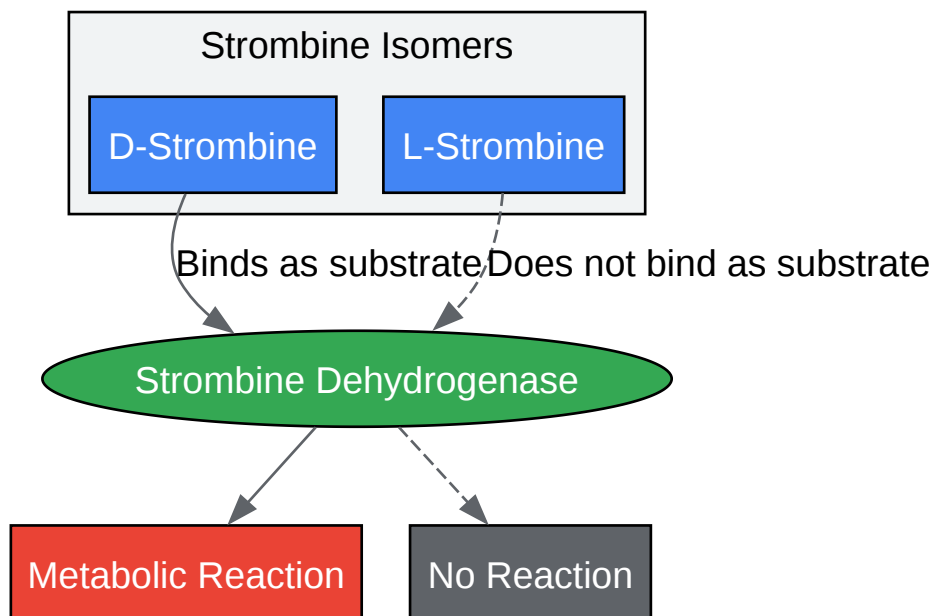 Strombine Isomers
D-Strombine
L-Strombine
Binds as substrate
Does not bind as substrate
Strombine Dehydrogenase
Metabolic Reaction
No Reaction